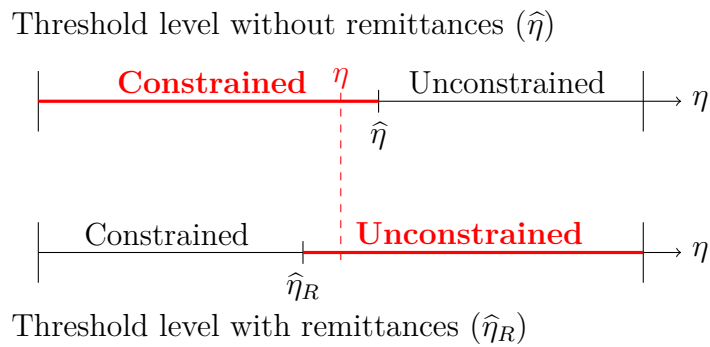 Threshold level without remittances (η̂)
Constrained η Unconstrained
η
η̂
Constrained Unconstrained
η
η̂_R
Threshold level with remittances (η̂_R)